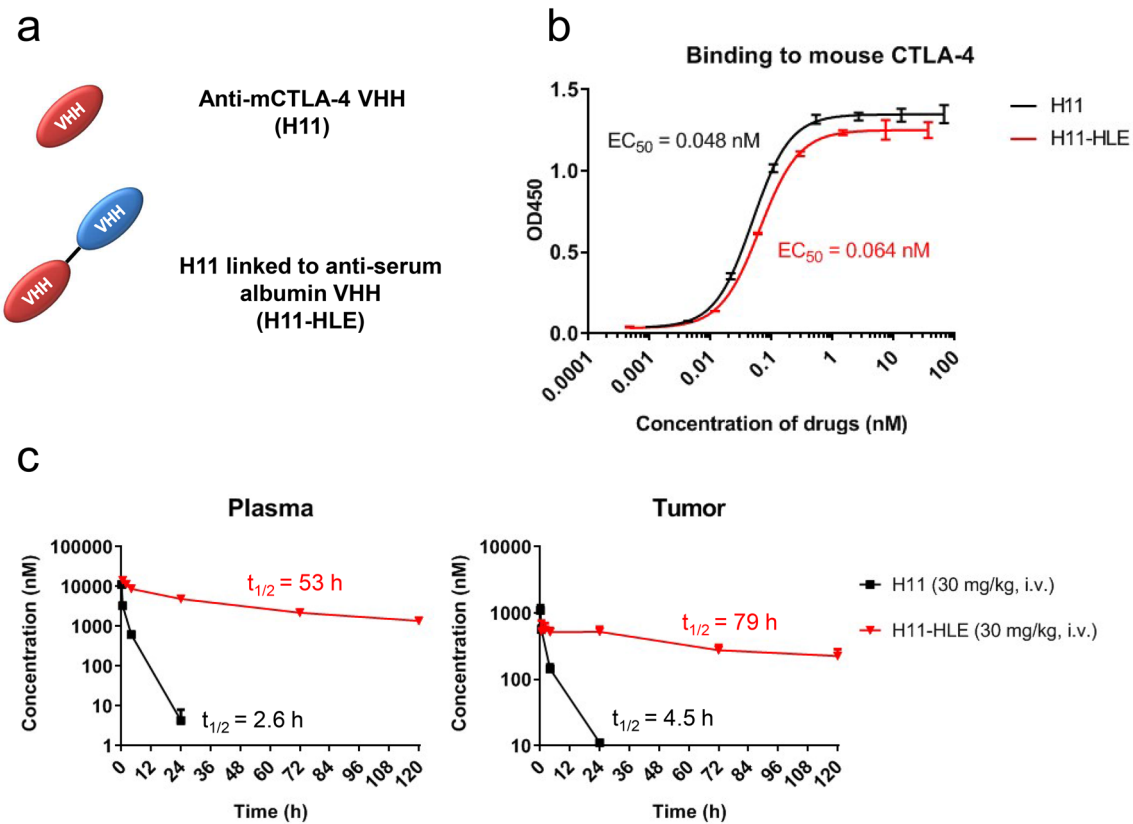 a
VHH
Anti-mCTLA-4 VHH
(H11)
VHH
VHH
H11 linked to anti-serum
albumin VHH
(H11-HLE)
b
Binding to mouse CTLA-4
H11
H11-HLE
EC50 = 0.048 nM
EC50 = 0.064 nM
OD450
1.5
1.0
0.5
0.0
0.0001
0.001
0.01
0.1
1
10
100
Concentration of drugs (nM)
c
Plasma
Concentration (nM)
100000
10000
1000
100
10
1
t1/2 = 53 h
t1/2 = 2.6 h
0
12
24
36
48
60
72
84
96
108
120
Time (h)
Tumor
Concentration (nM)
10000
1000
100
10
t1/2 = 79 h
t1/2 = 4.5 h
0
12
24
36
48
60
72
84
96
108
120
Time (h)
H11 (30 mg/kg, i.v.)
H11-HLE (30 mg/kg, i.v.)